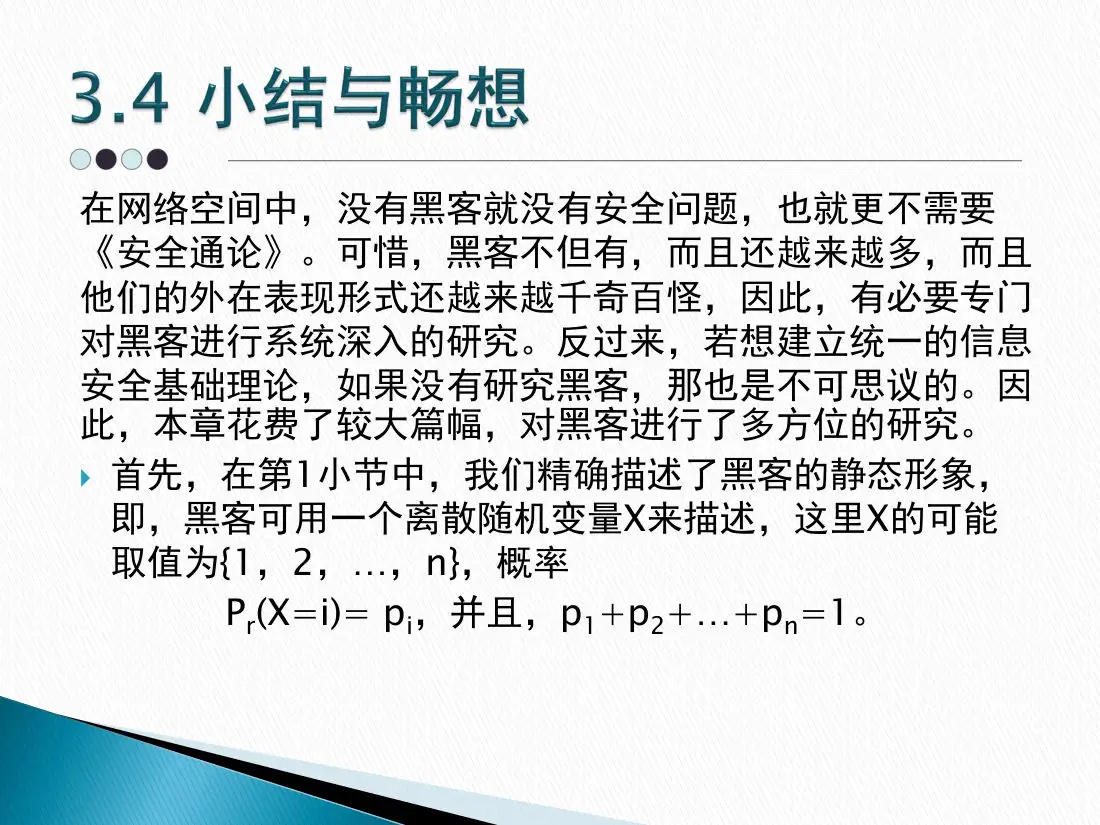 3.4 小结与畅想
在网络空间中，没有黑客就没有安全问题，也就更不需要
《安全通论》。可惜，黑客不但有，而且还越来越多，而且
他们的外在表现形式还越来越千奇百怪，因此，有必要专门
对黑客进行系统深入的研究。反过来，若想建立统一的信息
安全基础理论，如果没有研究黑客，那也是不可思议的。因
此，本章花费了较大篇幅，对黑客进行了多方位的研究。
首先，在第1小节中，我们精确描述了黑客的静态形象，
即，黑客可用一个离散随机变量X来描述，这里X的可能
取值为{1，2，…，n}，概率
Pr(X=i)= pi，并且，p1+p2+…+pn=1。